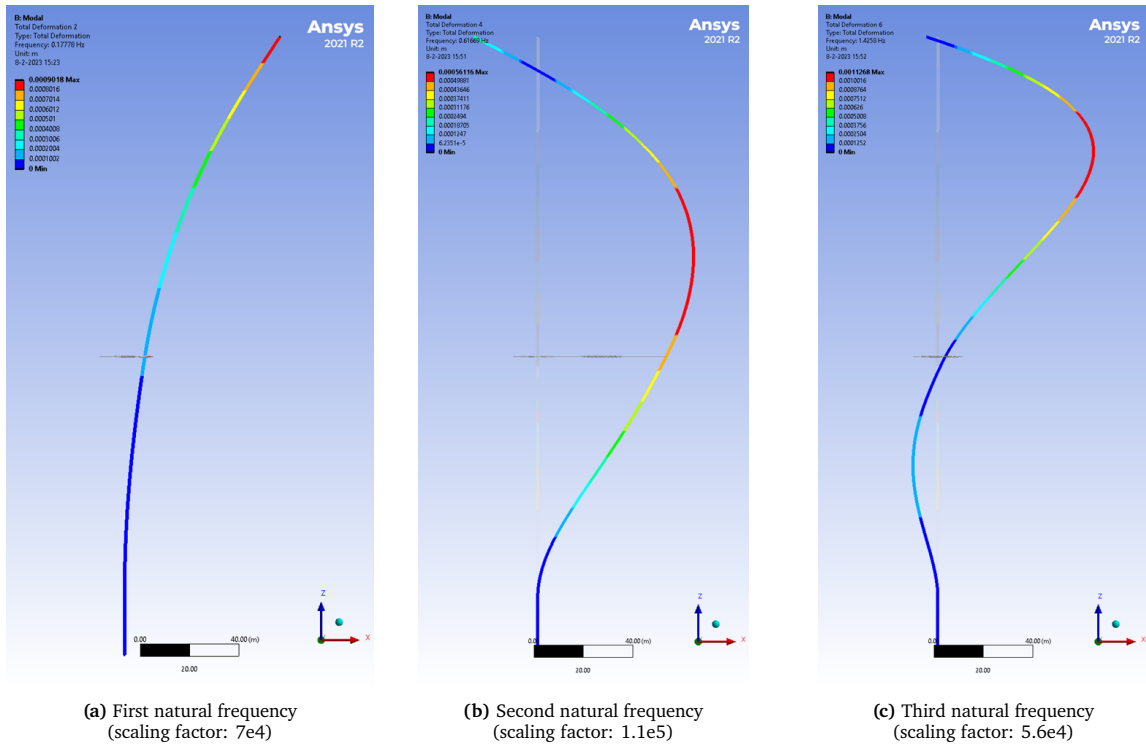 B: Modal
Total Deformation 2
Type: Total Deformation
Frequency: 0.17778 Hz
Unit: m
8-2-2023 15:23
Ansys
2021 R2
0.0009018 Max
0.0008016
0.0007014
0.0006012
0.000501
0.0004008
0.0003006
0.0002004
0.0001002
0 Min
Z
X
0.00
40.00 (m)
20.00
B: Modal
Total Deformation 4
Type: Total Deformation
Frequency: Hz
Unit: m
8-2-2023 15:51
Ansys
2021 R2
0.00056116 Max
0.00049881
0.00043646
0.00037411
0.00031176
0.0002494
0.00018705
0.0001247
6.2351e-5
0 Min
Z
X
0.00
40.00 (m)
20.00
B: Modal
Total Deformation 6
Type: Total Deformation
Frequency: 1.4259 Hz
Unit: m
8-2-2023 15:52
Ansys
2021 R2
0.0011268 Max
0.0010016
0.0008764
0.0007512
0.000626
0.0005008
0.0003756
0.0002504
0.0001252
0 Min
Z
X
0.00
40.00 (m)
20.00
(a) First natural frequency
(scaling factor: 7e4)
(b) Second natural frequency
(scaling factor: 1.1e5)
(c) Third natural frequency
(scaling factor: 5.6e4)